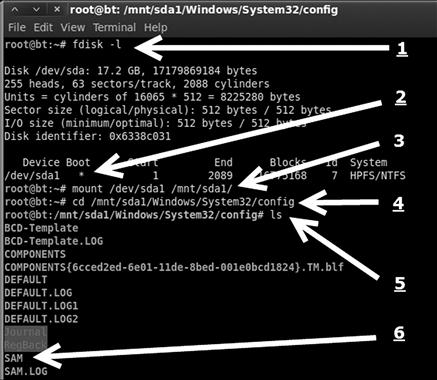 root@bt: /mnt/sda1/Windows/System32/config
File Edit View Terminal Help
root@bt:~# fdisk -l
1
Disk /dev/sda: 17.2 GB, 17179869184 bytes
255 heads, 63 sectors/track, 2088 cylinders
Units = cylinders of 16065 * 512 = 8225280 bytes
2
Sector size (logical/physical): 512 bytes / 512 bytes
I/O size (minimum/optimal): 512 bytes / 512 bytes
Disk identifier: 0x6338c031
3
Device Boot Start End Blocks Id System
/dev/sda1 * 1 2089 7 HPFS/NTFS
root@bt:~# mount /dev/sda1 /mnt/sda1/
root@bt:~# cd /mnt/sda1/Windows/System32/config
4
root@bt:/mnt/sda1/Windows/System32/config# ls
BCD-Template
BCD-Template.LOG
COMPONENTS
5
COMPONENTS{6cced2ed-6e01-11de-8bed-001e0bcd1824}.TM.blf
DEFAULT
DEFAULT.LOG
DEFAULT.LOG1
DEFAULT.LOG2
Journal
6
RegBack
SAM
SAM.LOG